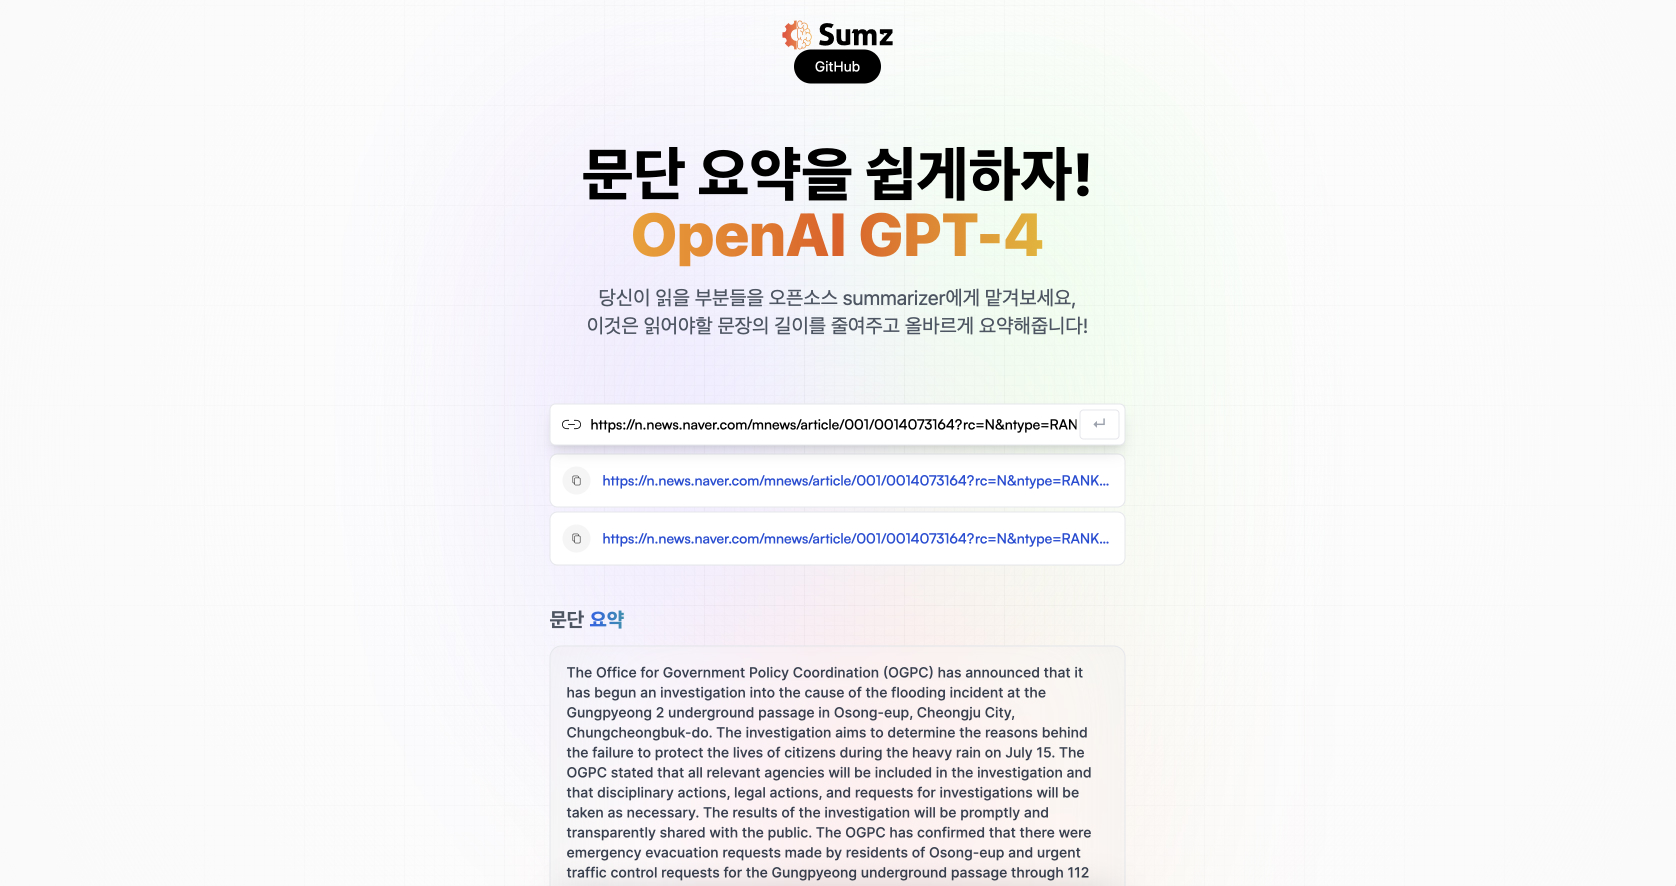 Sumz
GitHub
문단 요약을 쉽게하자!
OpenAI GPT-4
당신이 읽을 부분들을 오픈소스 summarizer에게 맡겨보세요,
이것은 읽어야할 문장의 길이를 줄여주고 올바르게 요약해줍니다!
https://n.news.naver.com/mnews/article/001/0014073164?rc=N&ntype=RAN
https://n.news.naver.com/mnews/article/001/0014073164?rc=N&ntype=RANK...
https://n.news.naver.com/mnews/article/001/0014073164?rc=N&ntype=RANK...
문단 요약
The Office for Government Policy Coordination (OGPC) has announced that it
has begun an investigation into the cause of the flooding incident at the
Gungpyeong 2 underground passage in Osong-eup, Cheongju City,
Chungcheongbuk-do. The investigation aims to determine the reasons behind
the failure to protect the lives of citizens during the heavy rain on July 15. The
OGPC stated that all relevant agencies will be included in the investigation and
that disciplinary actions, legal actions, and requests for investigations will be
taken as necessary. The results of the investigation will be promptly and
transparently shared with the public. The OGPC has confirmed that there were
emergency evacuation requests made by residents of Osong-eup and urgent
traffic control requests for the Gungpyeong underground passage through 112